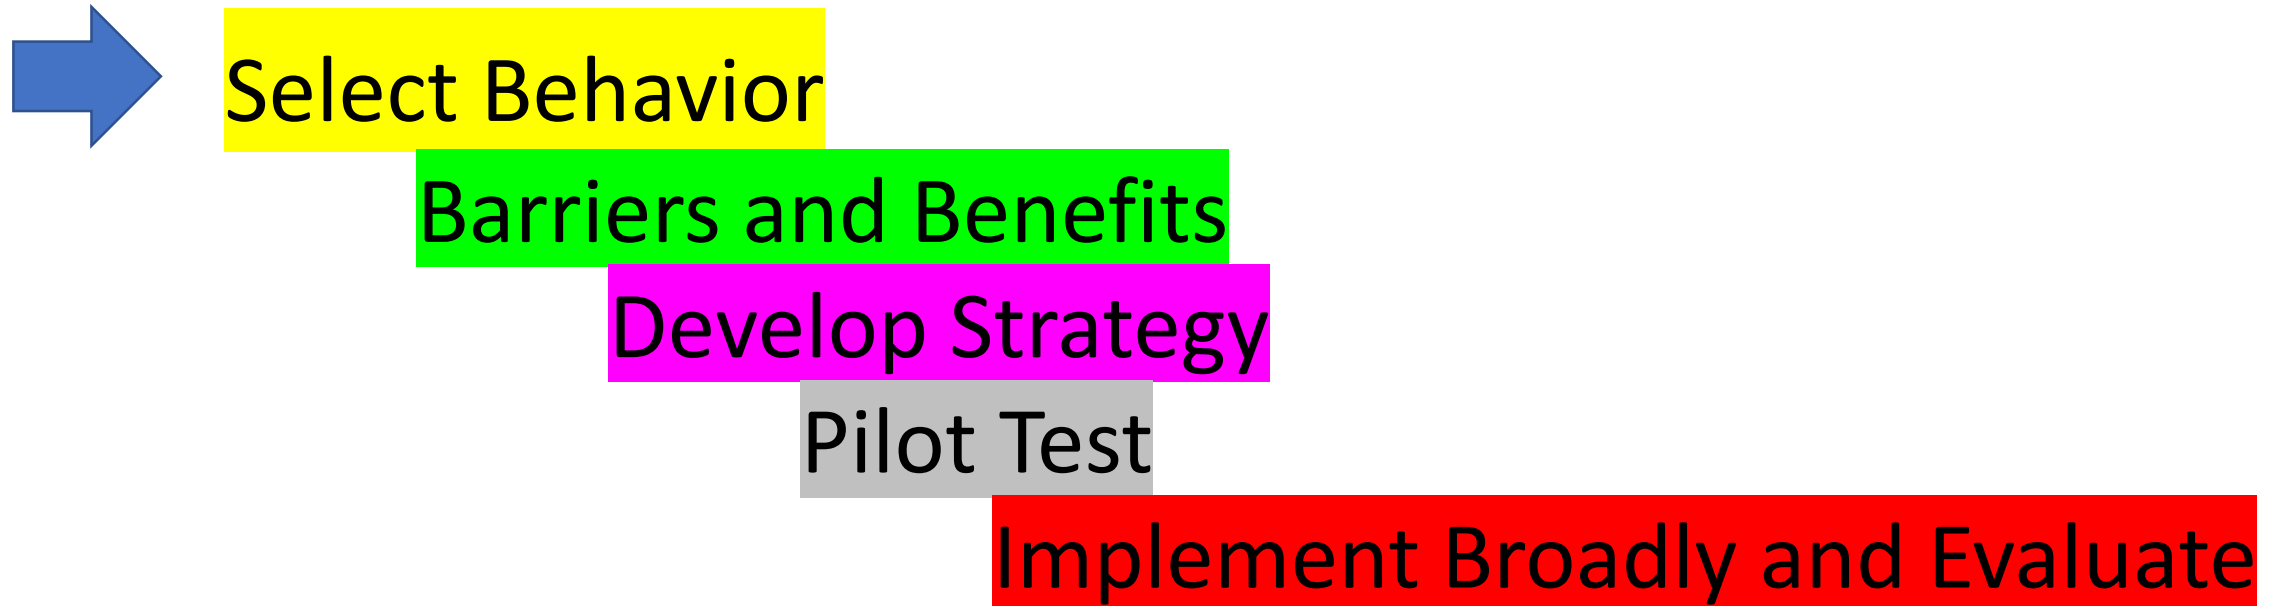 Select Behavior
Barriers and Benefits
Develop Strategy
Pilot Test
Implement Broadly and Evaluate